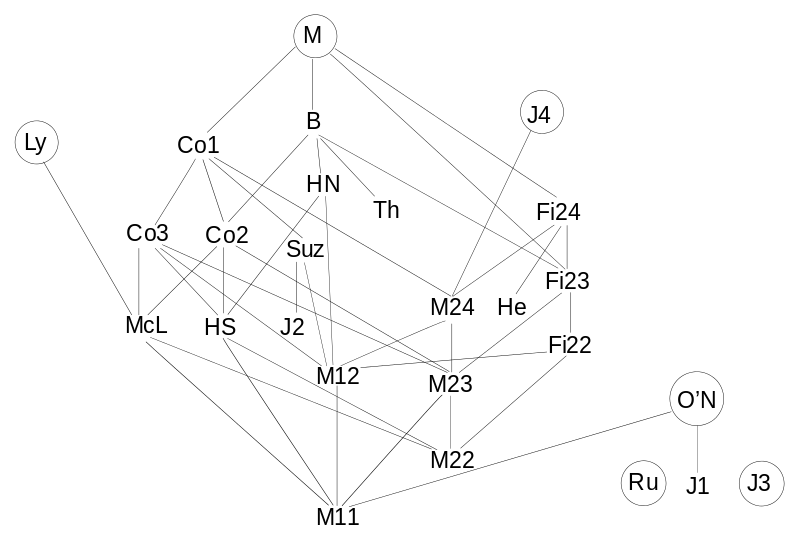 M
J4
B
Ly
Co1
HN
Th
Fi24
Co3
Co2
Suz
Fi23
M24
He
McL
HS
J2
Fi22
M12
M23
O’N
M22
Ru
J1
J3
M11